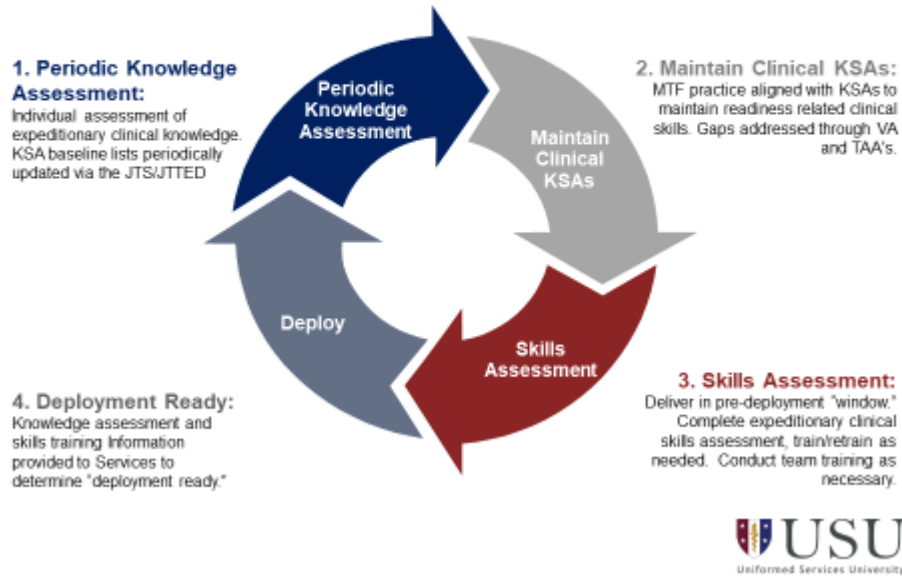 1. Periodic Knowledge
Assessment:
Individual assessment of
expeditionary clinical knowledge.
KSA baseline lists periodically
updated via the JTS/JTTED
Periodic
Knowledge
Assessment
2. Maintain Clinical KSAs:
MTF practice aligned with KSAs to
maintain readiness related clinical
skills. Gaps addressed through VA
and TAA's.
Maintain
Clinical
KSAs
Deploy
Skills
Assessment
4. Deployment Ready:
Knowledge assessment and
skills training Information
provided to Services to
determine "deployment ready."
3. Skills Assessment:
Deliver in pre-deployment "window."
Complete expeditionary clinical
skills assessment, train/retrain as
needed. Conduct team training as
necessary.
USU
Uniformed Services University